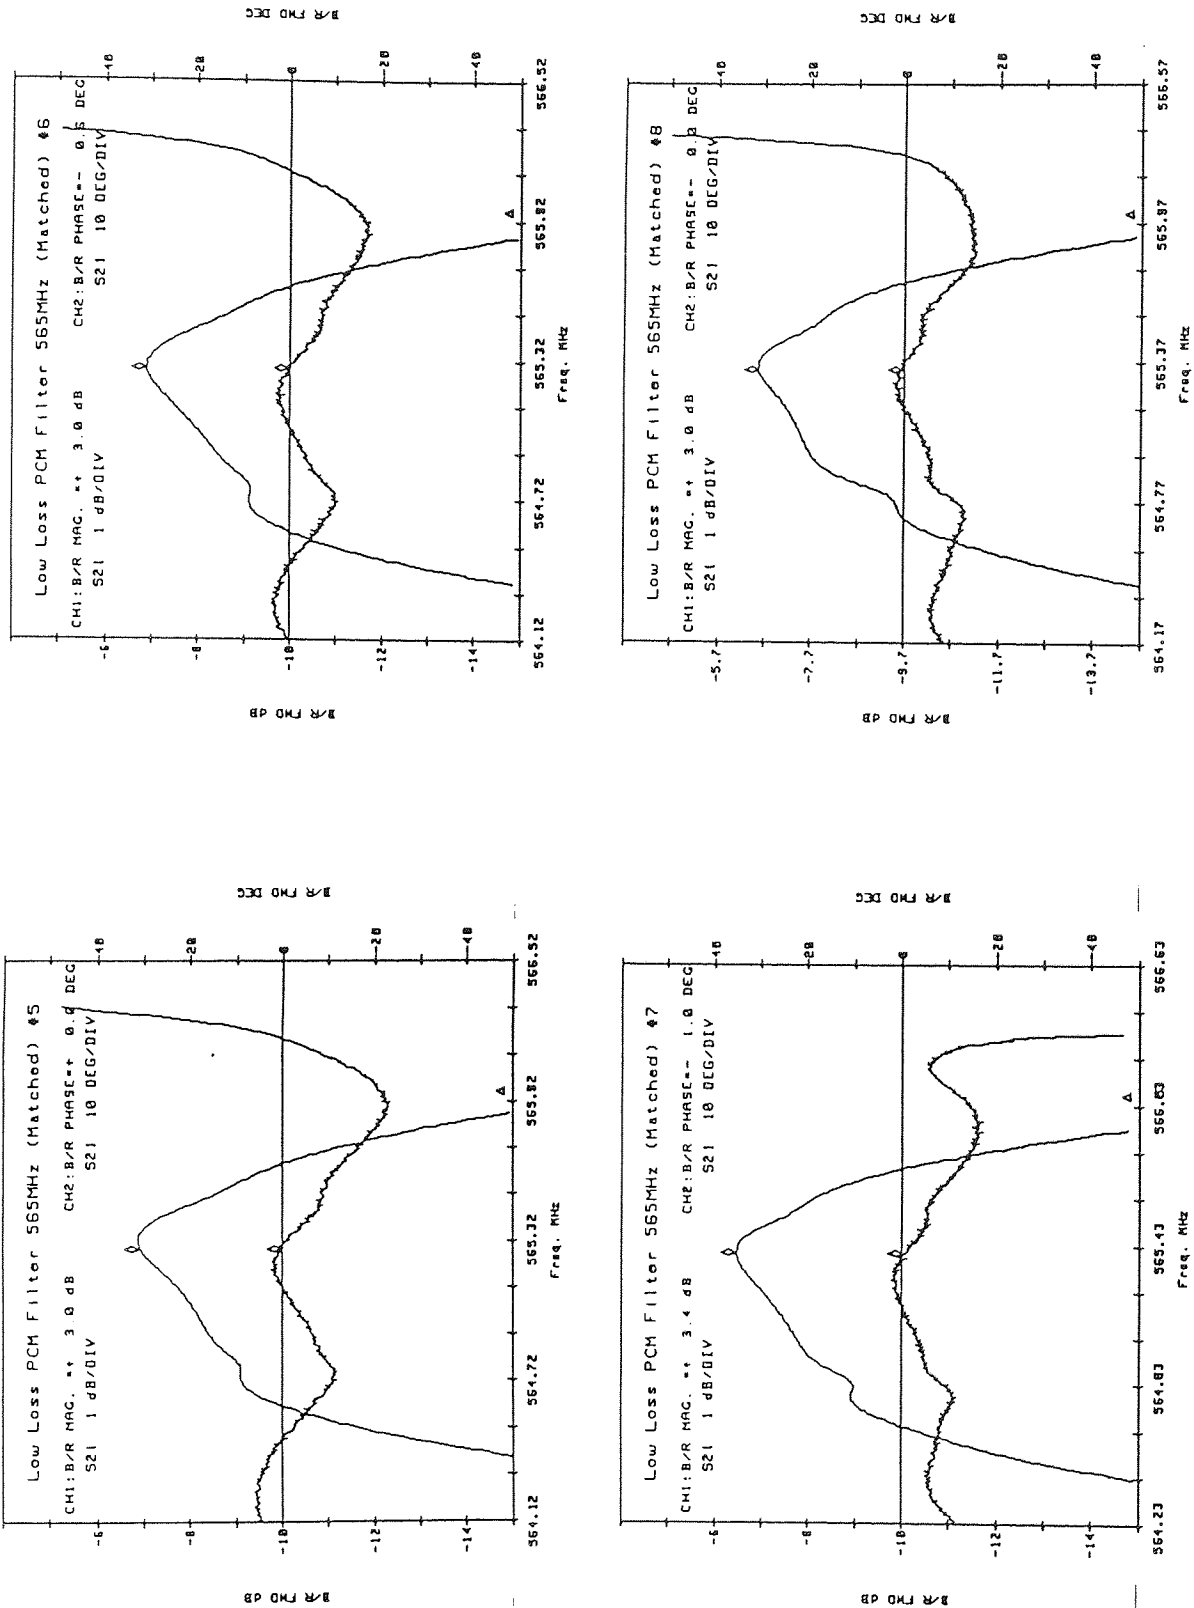 Low Loss PCM Filter 565MHz (Matched) #5
CH1:B/R MAG. =+ 3.0 dB CH2:B/R PHASE=+ 0.0 DEG
S21 1 dB/DIV S21 10 DEG/DIV
B/R FWD dB
-6
-8
-10
-12
-14
B/R FWD DEG
-40
-20
0
-20
-40
564.12 564.72 565.32 565.92 566.52
Freq. MHz
Low Loss PCM Filter 565MHz (Matched) #6
CH1:B/R MAG. =+ 3.0 dB CH2:B/R PHASE=- 0.5 DEG
S21 1 dB/DIV S21 10 DEG/DIV
B/R FWD dB
-6
-8
-10
-12
-14
B/R FWD DEG
-40
-20
0
-20
-40
564.12 564.72 565.32 565.92 566.52
Freq. MHz
Low Loss PCM Filter 565MHz (Matched) #7
CH1:B/R MAG. =+ 3.4 dB CH2:B/R PHASE=- 1.0 DEG
S21 1 dB/DIV S21 10 DEG/DIV
B/R FWD dB
-6
-8
-10
-12
-14
B/R FWD DEG
-40
-20
0
-20
-40
564.23 564.83 565.43 566.03 566.63
Freq. MHz
Low Loss PCM Filter 565MHz (Matched) #8
CH1:B/R MAG. =+ 3.0 dB CH2:B/R PHASE=- 0.0 DEG
S21 1 dB/DIV S21 10 DEG/DIV
B/R FWD dB
-5.7
-7.7
-9.7
-11.7
-13.7
B/R FWD DEG
-40
-20
0
-20
-40
564.17 564.77 565.37 565.97 566.57
Freq. MHz